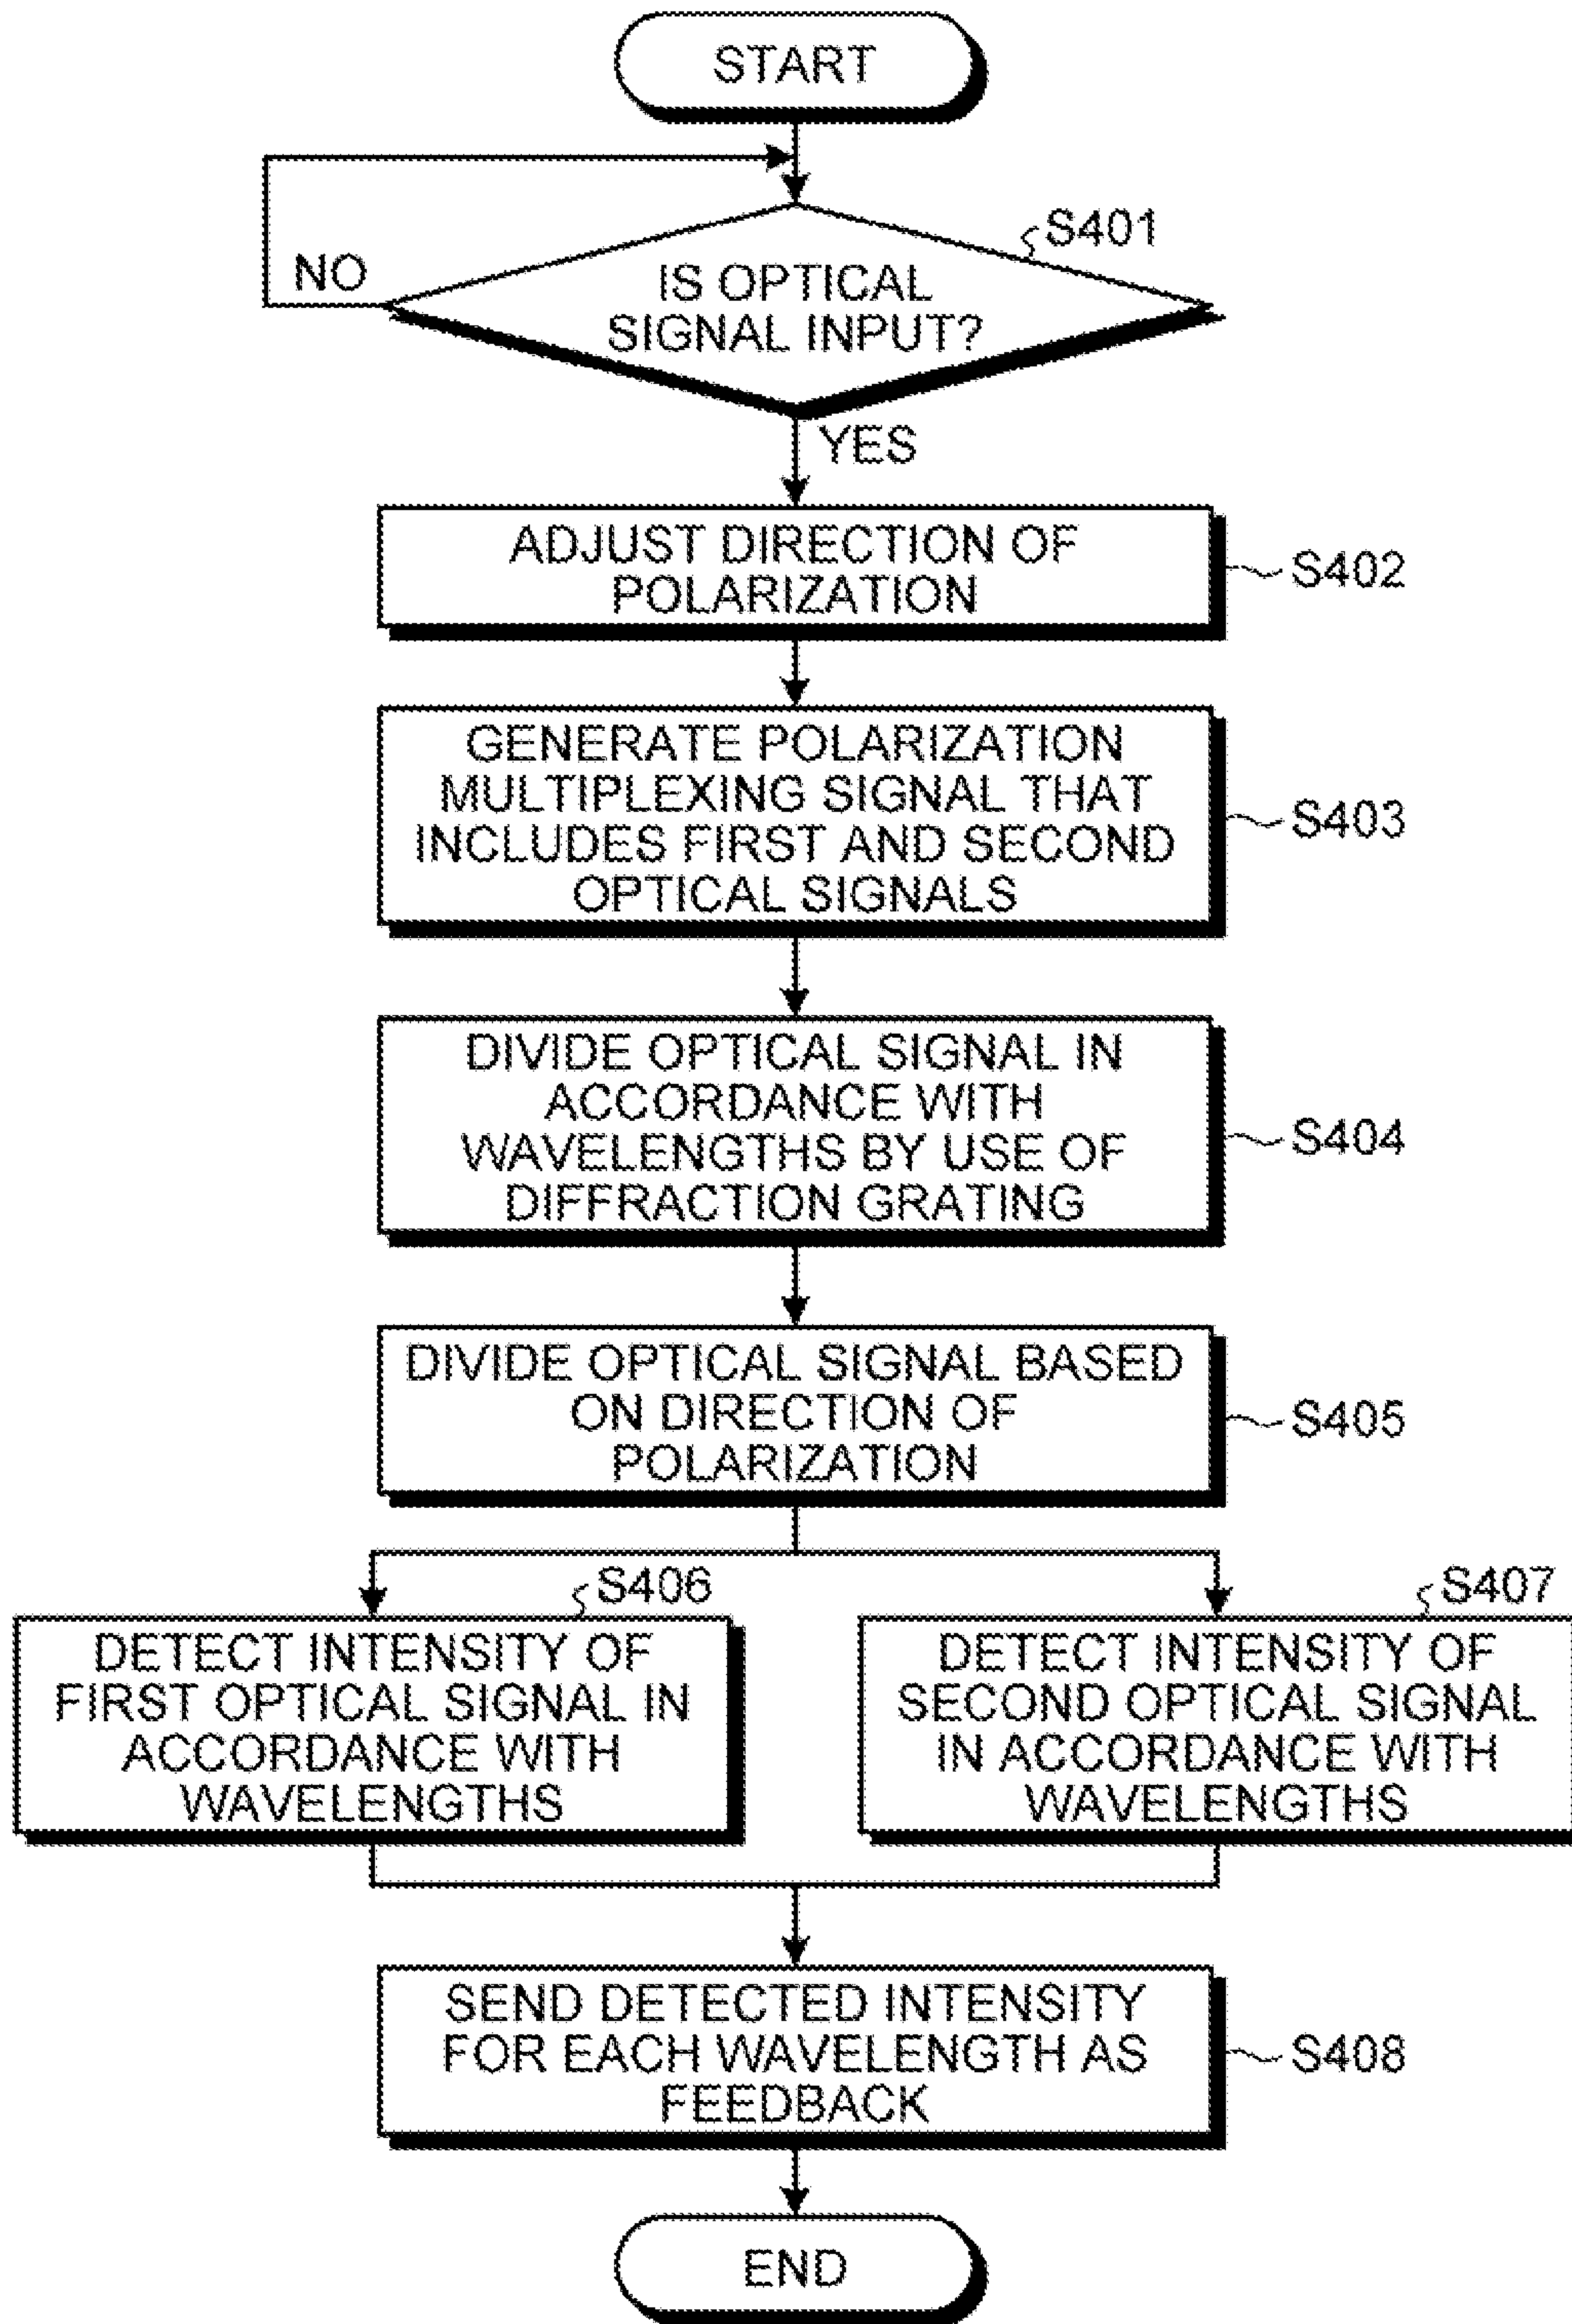 START
S401
NO
IS OPTICAL
SIGNAL INPUT?
YES
ADJUST DIRECTION OF
POLARIZATION
S402
GENERATE POLARIZATION
MULTIPLEXING SIGNAL THAT
INCLUDES FIRST AND SECOND
OPTICAL SIGNALS
S403
DIVIDE OPTICAL SIGNAL IN
ACCORDANCE WITH
WAVELENGTHS BY USE OF
DIFFRACTION GRATING
S404
DIVIDE OPTICAL SIGNAL BASED
ON DIRECTION OF
POLARIZATION
S405
S406
DETECT INTENSITY OF
FIRST OPTICAL SIGNAL IN
ACCORDANCE WITH
WAVELENGTHS
S407
DETECT INTENSITY OF
SECOND OPTICAL SIGNAL
IN ACCORDANCE WITH
WAVELENGTHS
SEND DETECTED INTENSITY
FOR EACH WAVELENGTH AS
FEEDBACK
S408
END